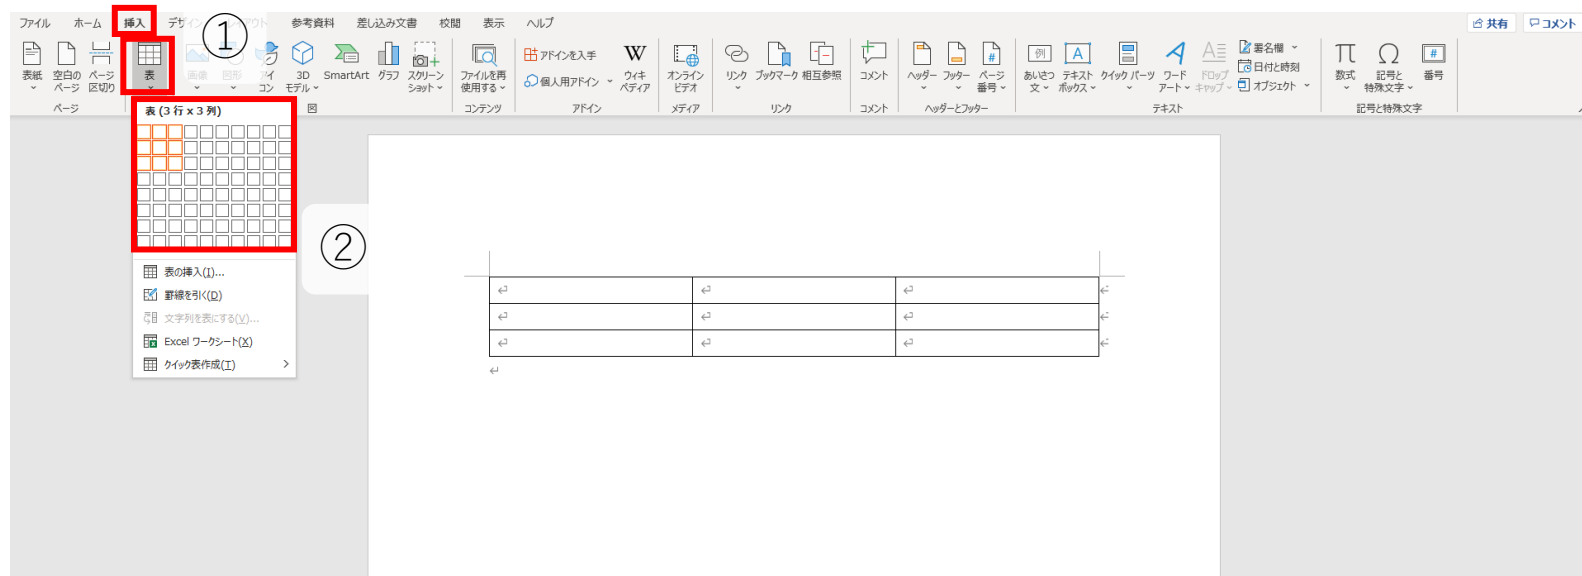 ファイル ホーム 挿入 デザイン レイアウト 参考資料 差し込み文書 校閲 表示 ヘルプ 共有 コメント
①
表紙 空白のページ ページ区切り 表 画像 図形 アイコン 3Dモデル SmartArt グラフ スクリーンショット ファイルを再使用する アドインを入手 個人用アドイン W ウィキペディア オンラインビデオ リンク ブックマーク 相互参照 コメント ヘッダー フッター # ページ番号 例 あいさつ文 A テキストボックス クイック パーツ ワードアート ドロップキャップ 署名欄 日付と時刻 オブジェクト π 数式 Ω 記号と特殊文字 # 番号
ページ 図 コンテンツ アドイン メディア リンク コメント ヘッダーとフッター テキスト 記号と特殊文字
表 (3 行 x 3 列)
②
表の挿入(I)...
罫線を引く(D)
文字列を表にする(V)...
Excel ワークシート(X)
クイック表作成(T)